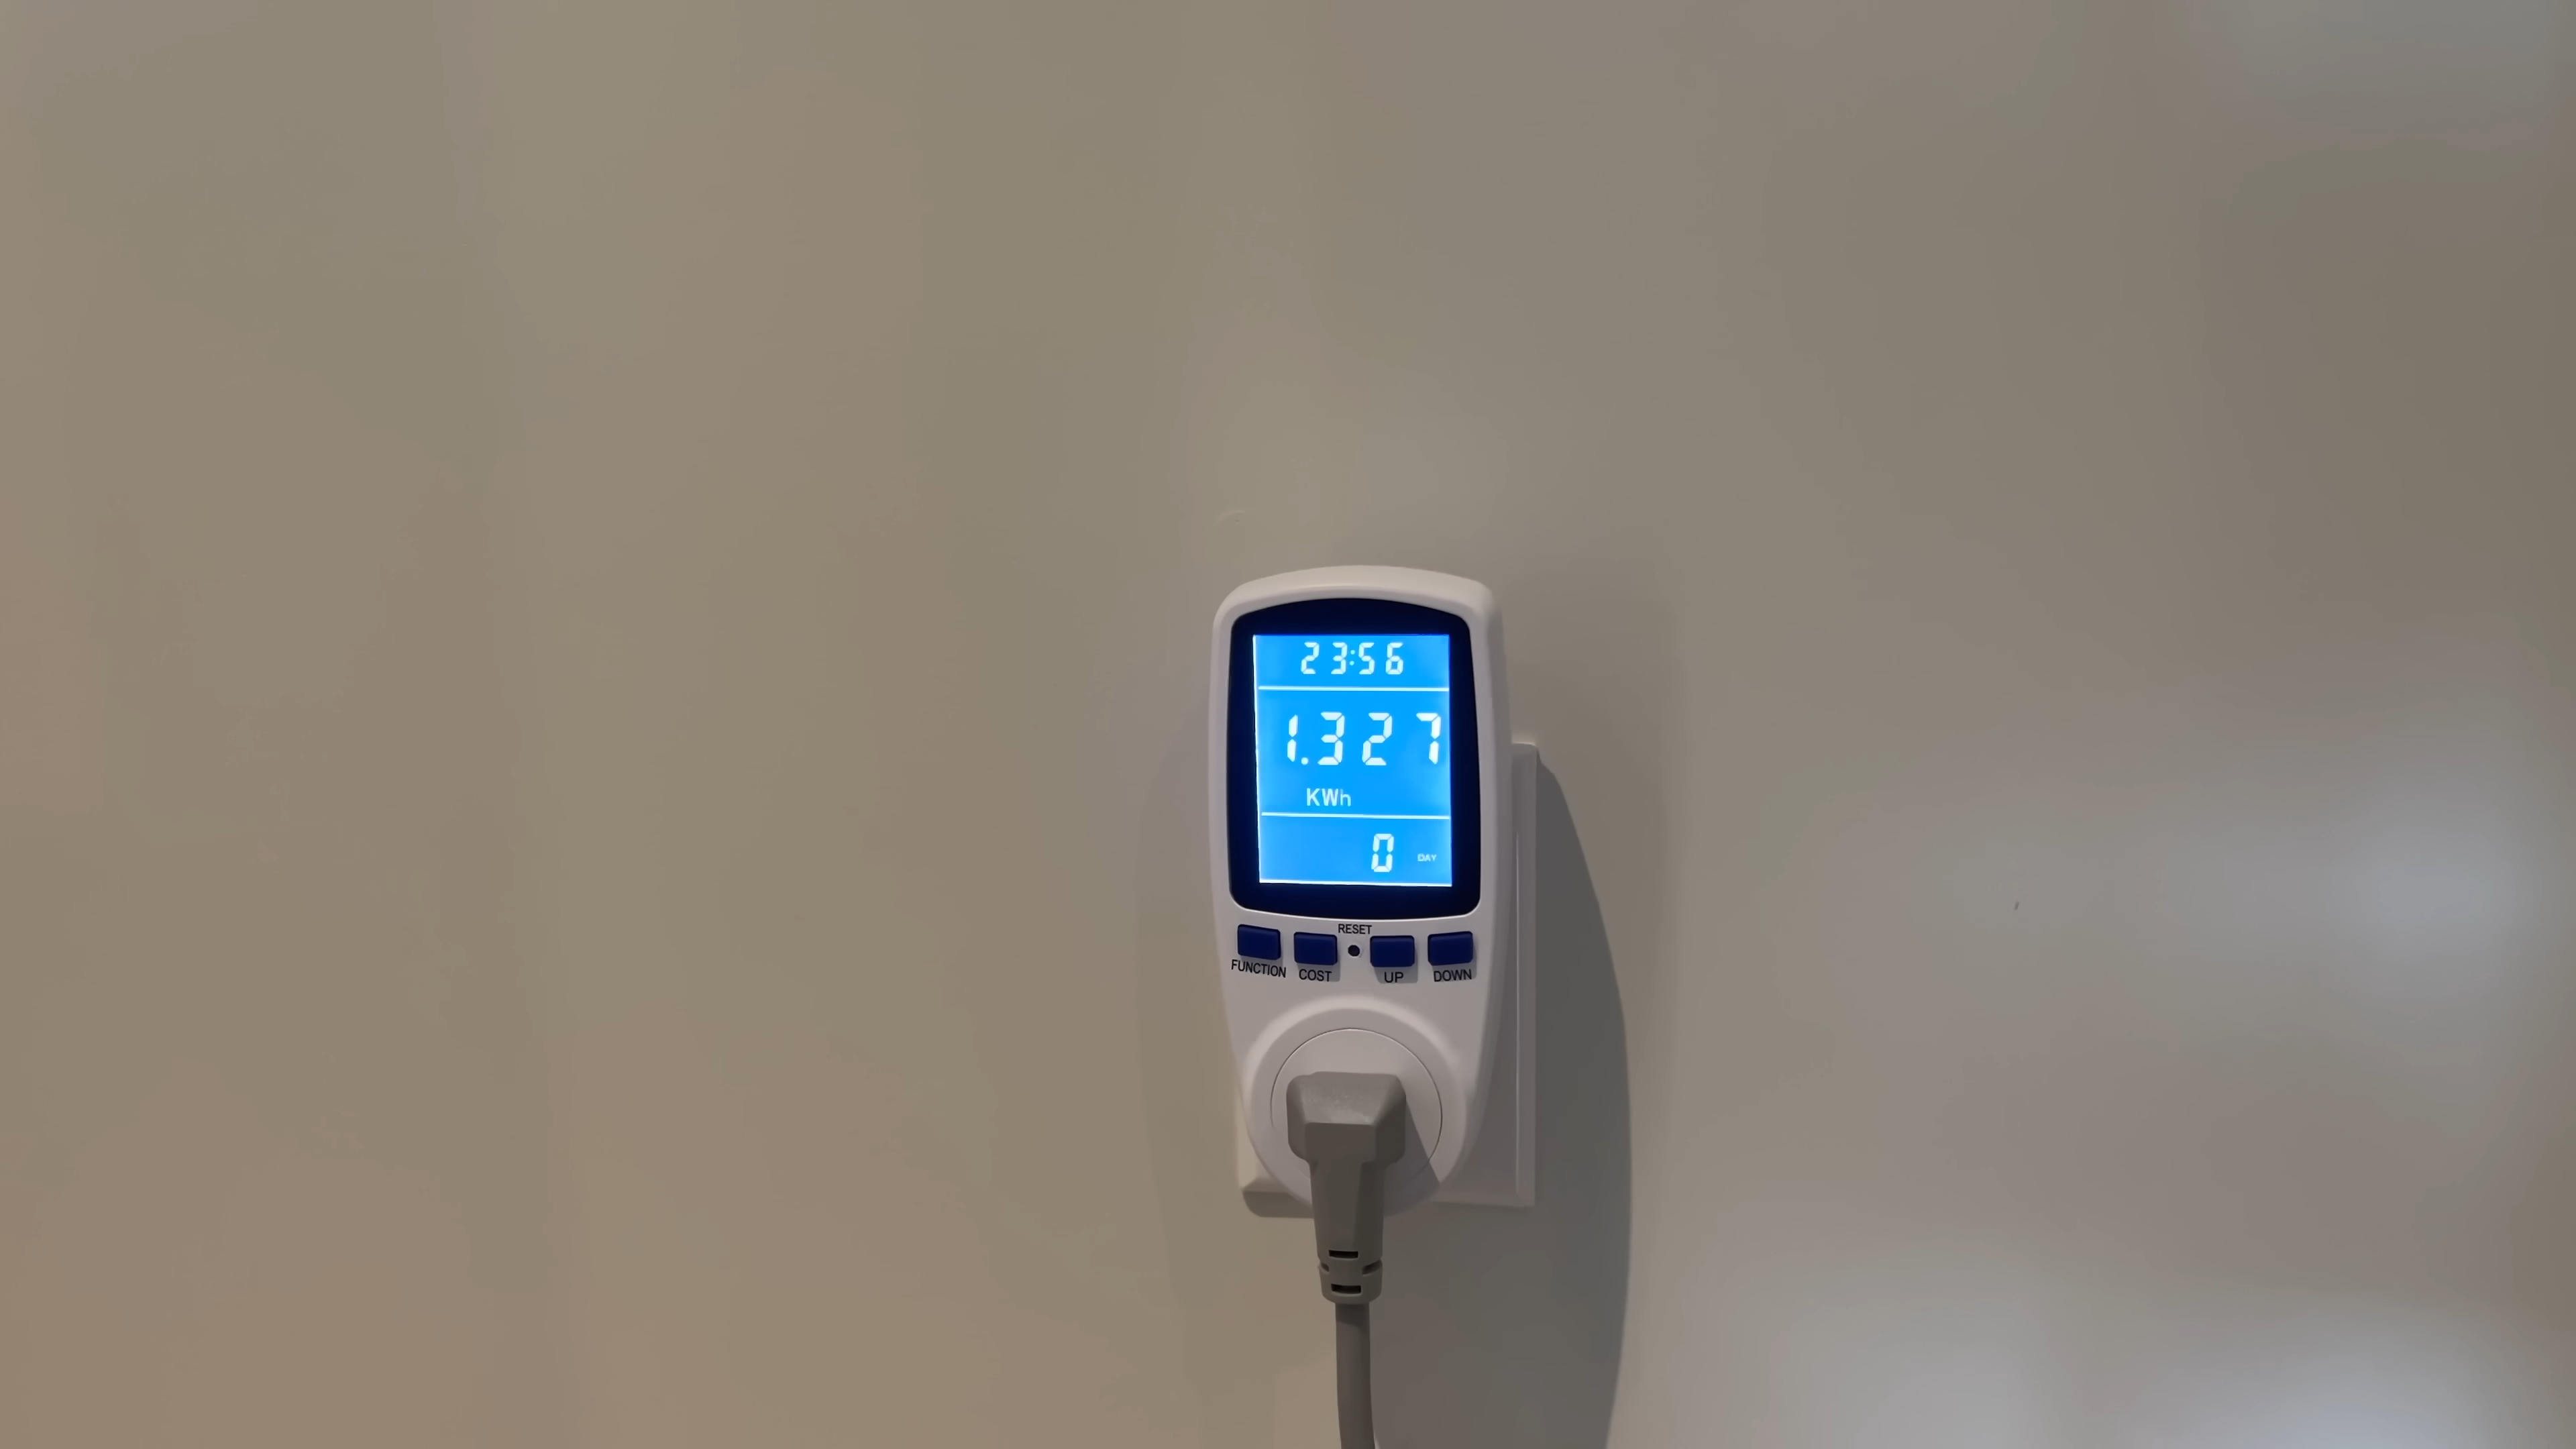 23:56
1.327
KWh
0 DAY
RESET
FUNCTION COST UP DOWN